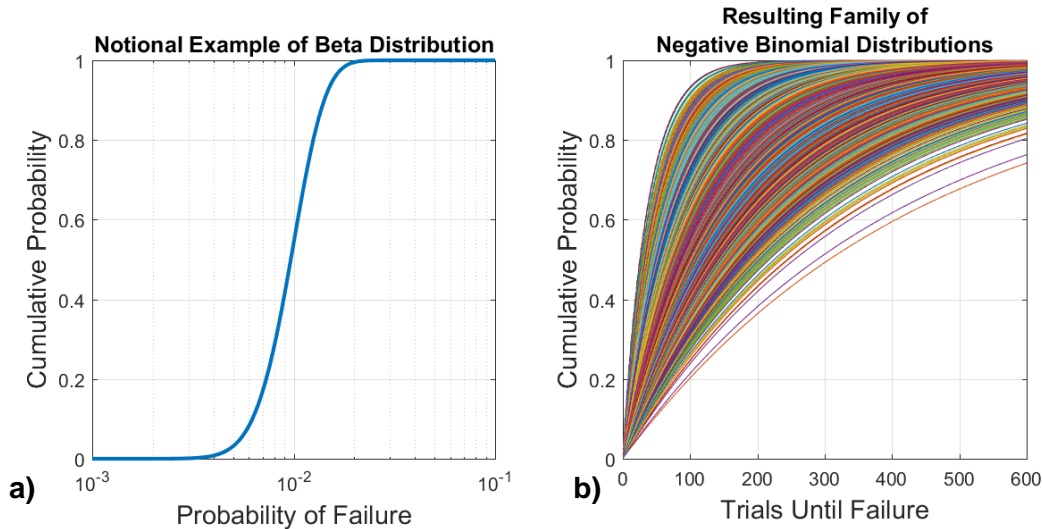 Notional Example of Beta Distribution
1
0.8
0.6
0.4
0.2
0
Cumulative Probability
10-3
10-2
10-1
Probability of Failure
a)
Resulting Family of
Negative Binomial Distributions
1
0.8
0.6
0.4
0.2
0
Cumulative Probability
0 100 200 300 400 500 600
Trials Until Failure
b)